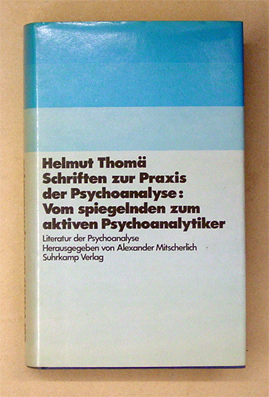 Helmut Thomä
Schriften zur Praxis
der Psychoanalyse:
Vom spiegelnden zum
aktiven Psychoanalytiker
Literatur der Psychoanalyse
Herausgegeben von Alexander Mitscherlich
Suhrkamp Verlag